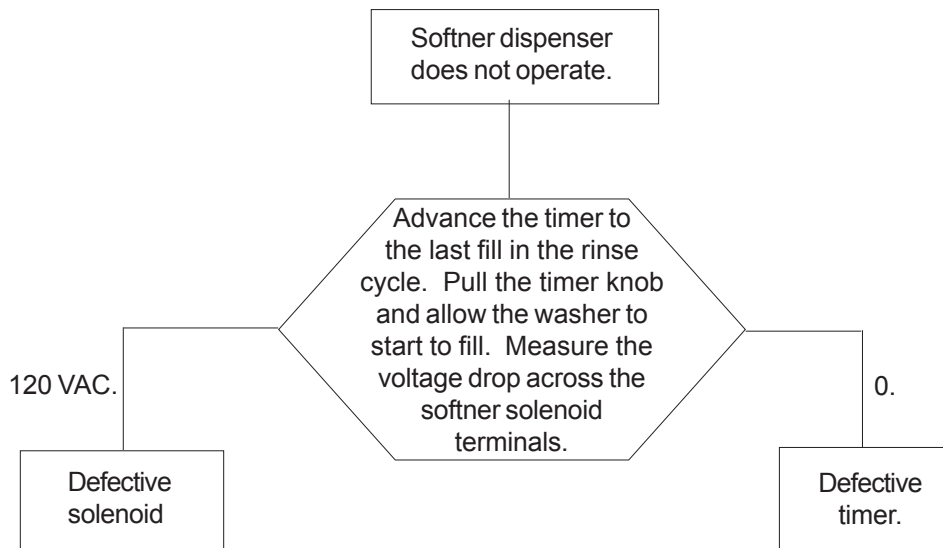 Softner dispenser
does not operate.
Advance the timer to
the last fill in the rinse
cycle. Pull the timer knob
and allow the washer to
start to fill. Measure the
voltage drop across the
softner solenoid
terminals.
120 VAC.
0.
Defective
solenoid
Defective
timer.